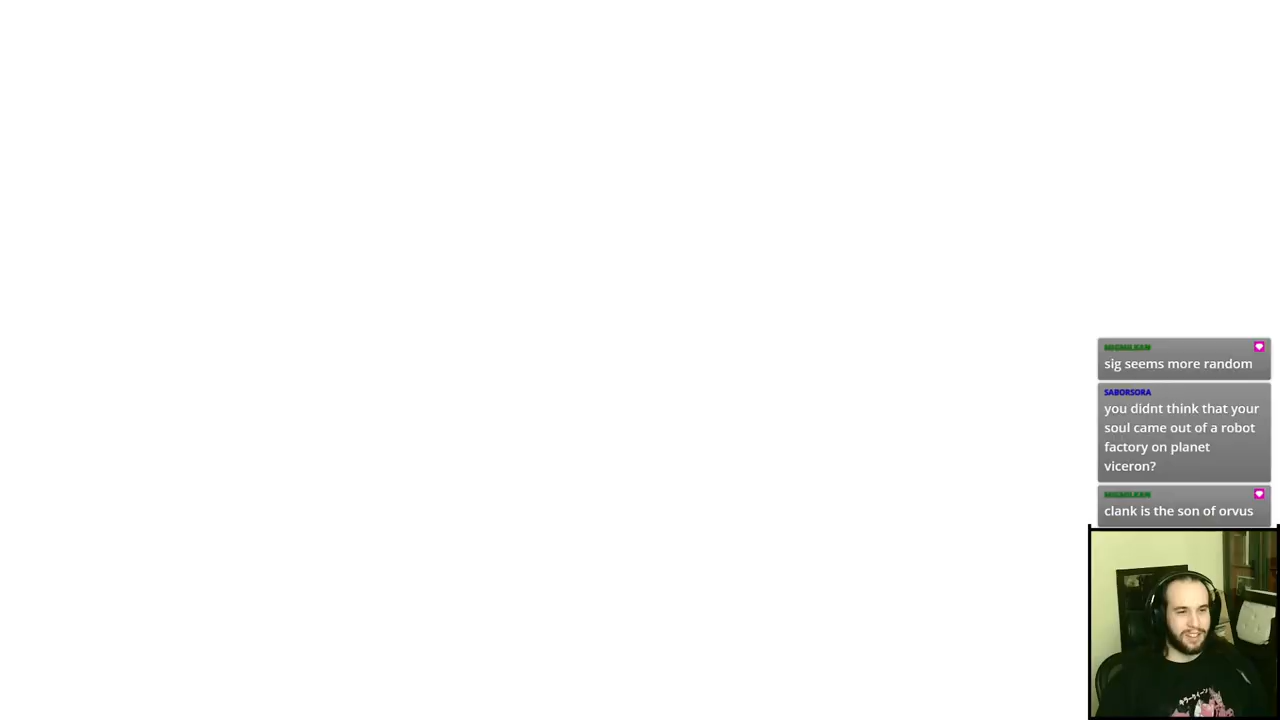 sig seems more random
SABORSORA
you didnt think that your
soul came out of a robot
factory on planet
viceron?
clank is the son of orvus